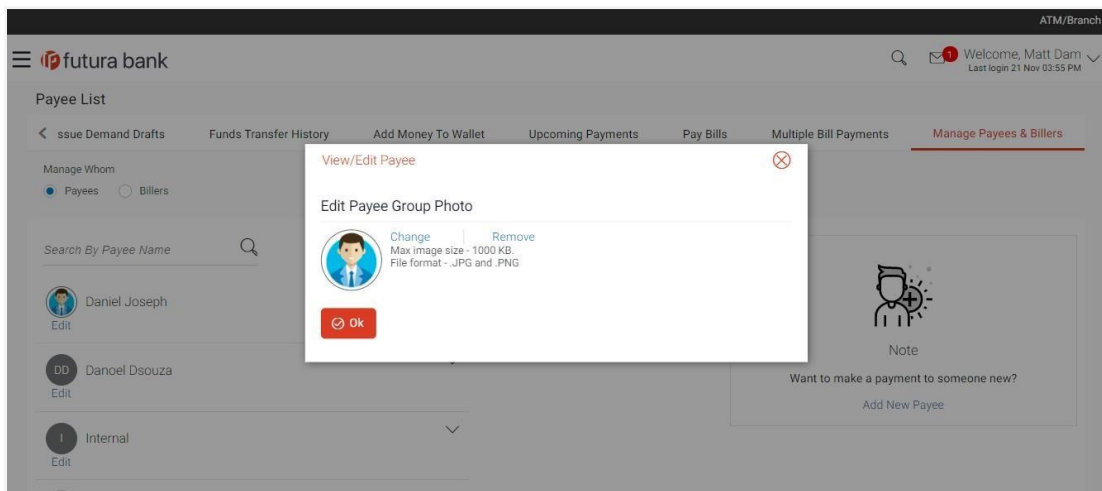 ATM/Branch
futura bank
1
Welcome, Matt Dam
Last login 21 Nov 03:55 PM
Payee List
ssue Demand Drafts
Funds Transfer History
Add Money To Wallet
Upcoming Payments
Pay Bills
Multiple Bill Payments
Manage Payees & Billers
Manage Whom
Payees
Billers
View/Edit Payee
Edit Payee Group Photo
Change
Remove
Max image size - 1000 KB.
File format - .JPG and .PNG
Ok
Search By Payee Name
Daniel Joseph
Edit
DD
Danoel Dsouza
Edit
I
Internal
Edit
Note
Want to make a payment to someone new?
Add New Payee